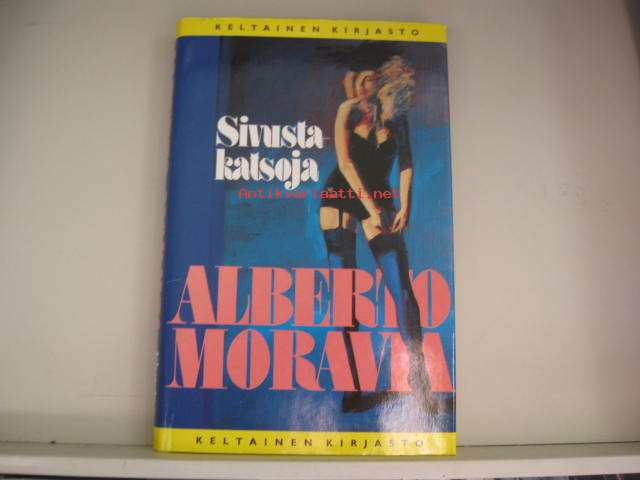 KELTAINEN KIRJASTO
Sivusta-
katsoja
Antikvariaatti.net
ALBERTO
MORAVIA
KELTAINEN KIRJASTO